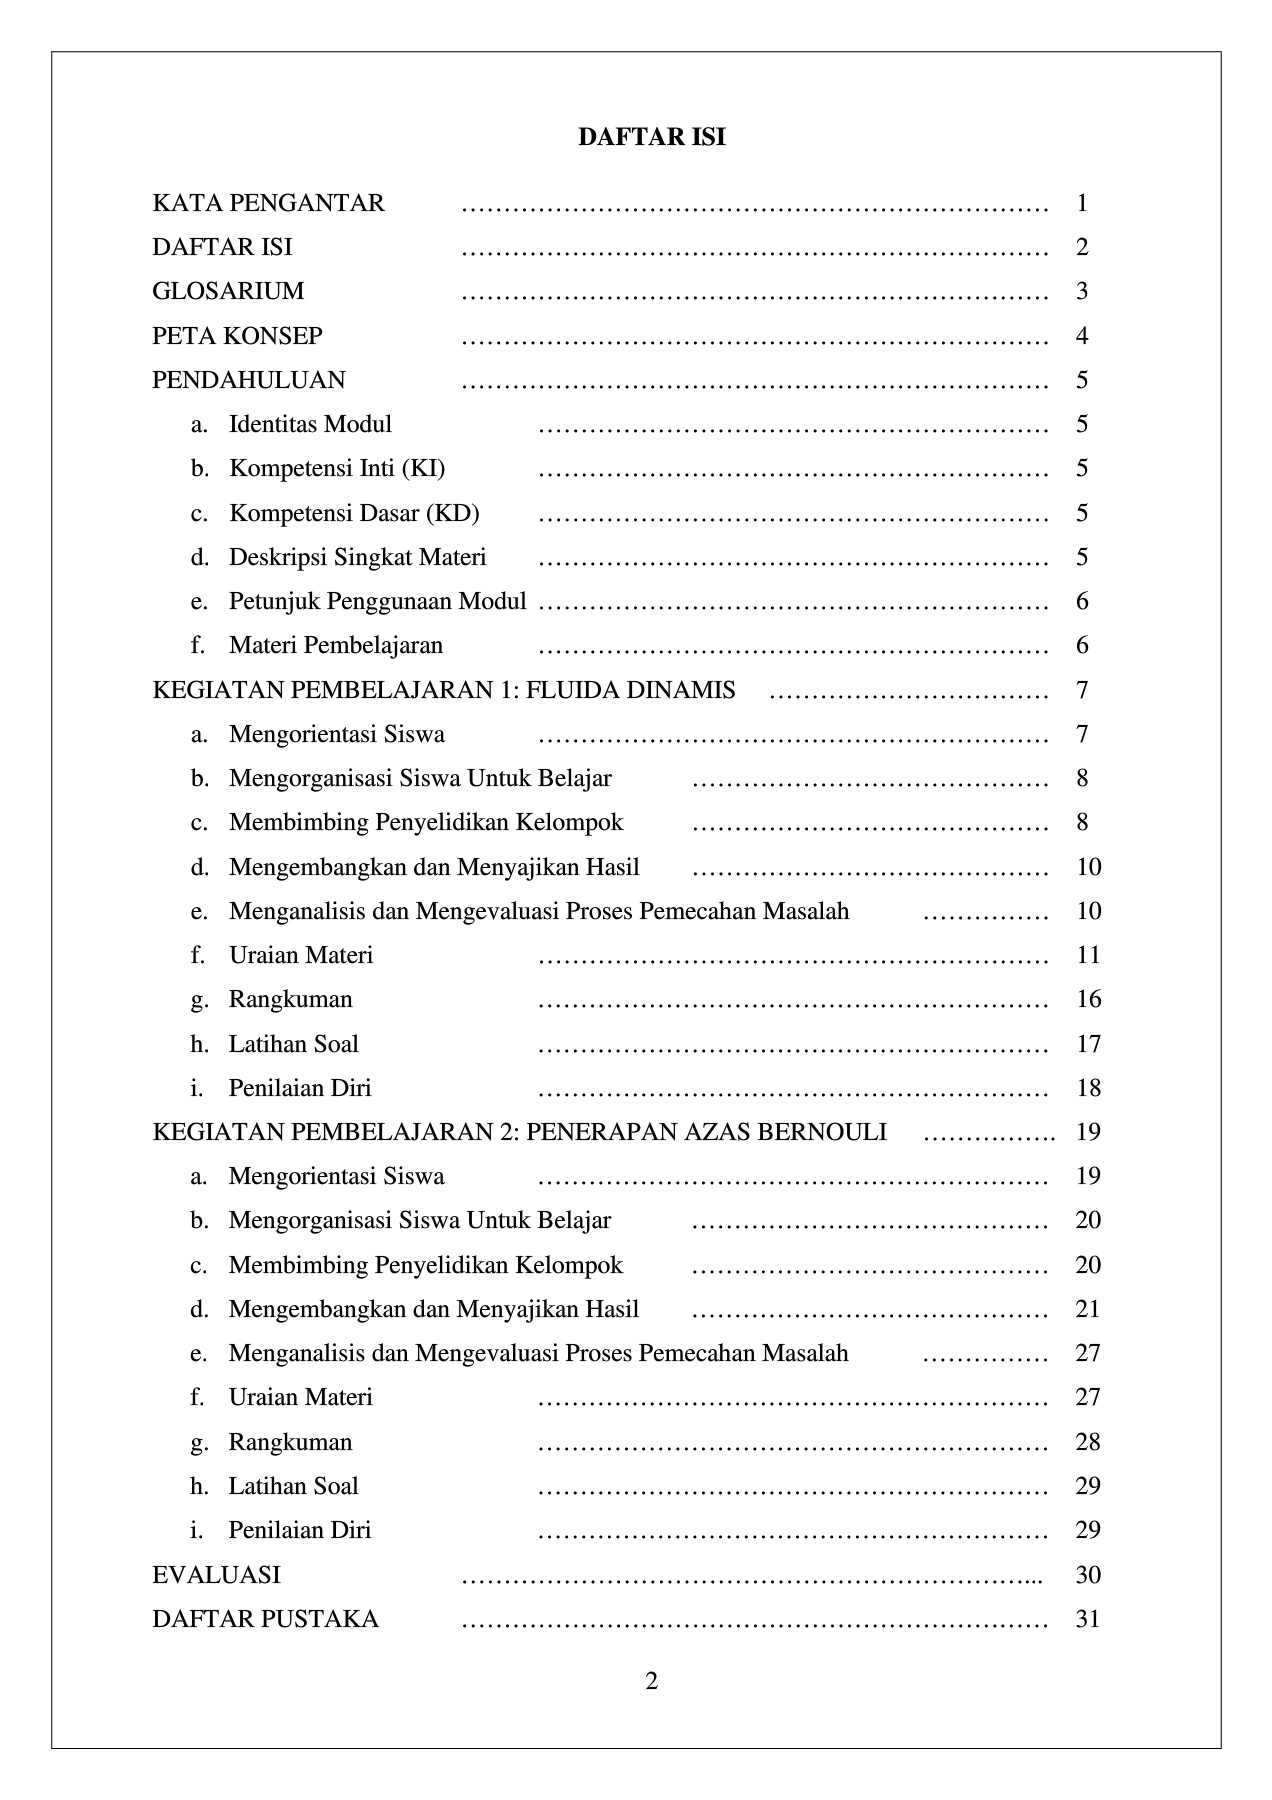 DAFTAR ISI
KATA PENGANTAR …………………………………………………………… 1
DAFTAR ISI …………………………………………………………… 2
GLOSARIUM …………………………………………………………… 3
PETA KONSEP …………………………………………………………… 4
PENDAHULUAN …………………………………………………………… 5
a. Identitas Modul …………………………………………………… 5
b. Kompetensi Inti (KI) …………………………………………………… 5
c. Kompetensi Dasar (KD) …………………………………………………… 5
d. Deskripsi Singkat Materi …………………………………………………… 5
e. Petunjuk Penggunaan Modul …………………………………………………… 6
f. Materi Pembelajaran …………………………………………………… 6
KEGIATAN PEMBELAJARAN 1: FLUIDA DINAMIS …………………………… 7
a. Mengorientasi Siswa …………………………………………………… 7
b. Mengorganisasi Siswa Untuk Belajar …………………………………… 8
c. Membimbing Penyelidikan Kelompok …………………………………… 8
d. Mengembangkan dan Menyajikan Hasil …………………………………… 10
e. Menganalisis dan Mengevaluasi Proses Pemecahan Masalah …………… 10
f. Uraian Materi …………………………………………………… 11
g. Rangkuman …………………………………………………… 16
h. Latihan Soal …………………………………………………… 17
i. Penilaian Diri …………………………………………………… 18
KEGIATAN PEMBELAJARAN 2: PENERAPAN AZAS BERNOULI ……………. 19
a. Mengorientasi Siswa …………………………………………………… 19
b. Mengorganisasi Siswa Untuk Belajar …………………………………… 20
c. Membimbing Penyelidikan Kelompok …………………………………… 20
d. Mengembangkan dan Menyajikan Hasil …………………………………… 21
e. Menganalisis dan Mengevaluasi Proses Pemecahan Masalah …………… 27
f. Uraian Materi …………………………………………………… 27
g. Rangkuman …………………………………………………… 28
h. Latihan Soal …………………………………………………… 29
i. Penilaian Diri …………………………………………………… 29
EVALUASI …………………………………………………………... 30
DAFTAR PUSTAKA …………………………………………………………… 31
2